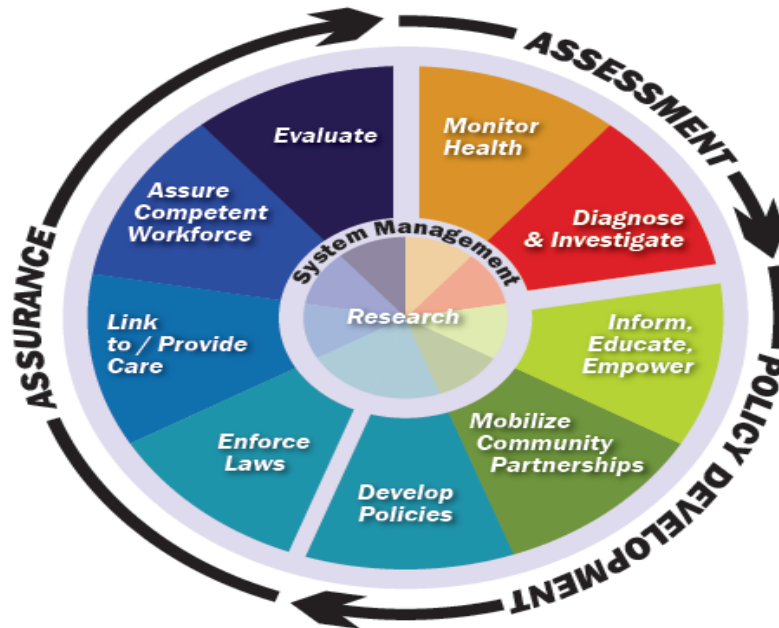 ASSESSMENT
Monitor
Health
Diagnose
& Investigate
POLICY DEVELOPMENT
Inform,
Educate,
Empower
Mobilize
Community
Partnerships
Develop
Policies
ASSURANCE
Enforce
Laws
Link
to / Provide
Care
Assure
Competent
Workforce
Evaluate
System Management
Research